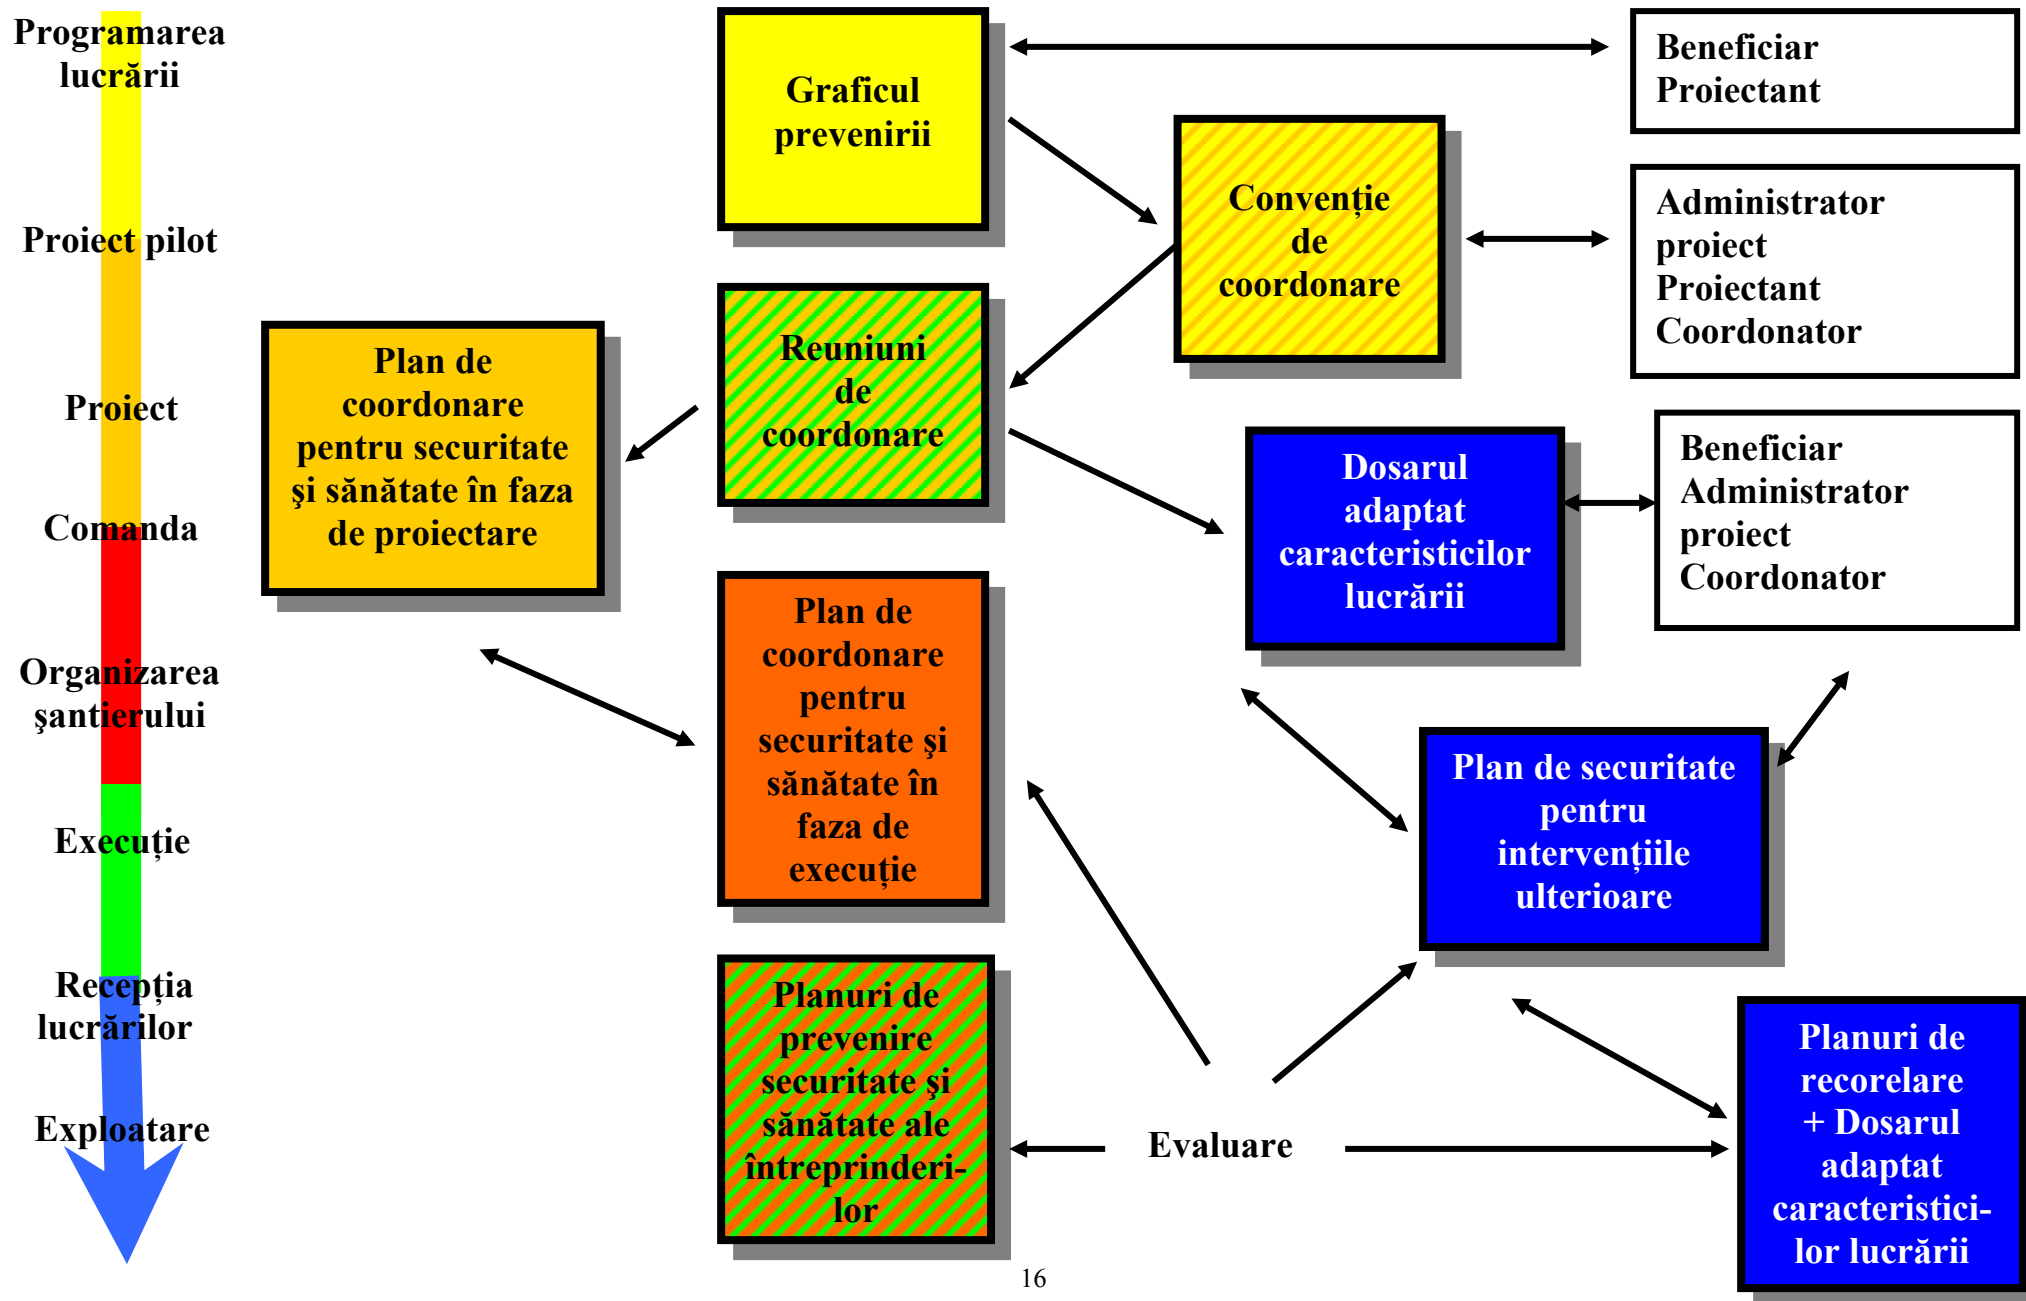 Programarea
lucrării
Proiect pilot
Proiect
Comanda
Organizarea
şantierului
Execuţie
Recepţia
lucrărilor
Exploatare
Plan de
coordonare
pentru securitate
şi sănătate în faza
de proiectare
Graficul
prevenirii
Reuniuni
de
coordonare
Plan de
coordonare
pentru
securitate şi
sănătate în
faza de
execuţie
Planuri de
prevenire
securitate şi
sănătate ale
întreprinderi-
lor
Convenţie
de
coordonare
Dosarul
adaptat
caracteristicilor
lucrării
Plan de securitate
pentru
intervenţiile
ulterioare
Evaluare
Beneficiar
Proiectant
Administrator
proiect
Proiectant
Coordonator
Beneficiar
Administrator
proiect
Coordonator
Planuri de
recorelare
+ Dosarul
adaptat
caracteristici-
lor lucrării
16